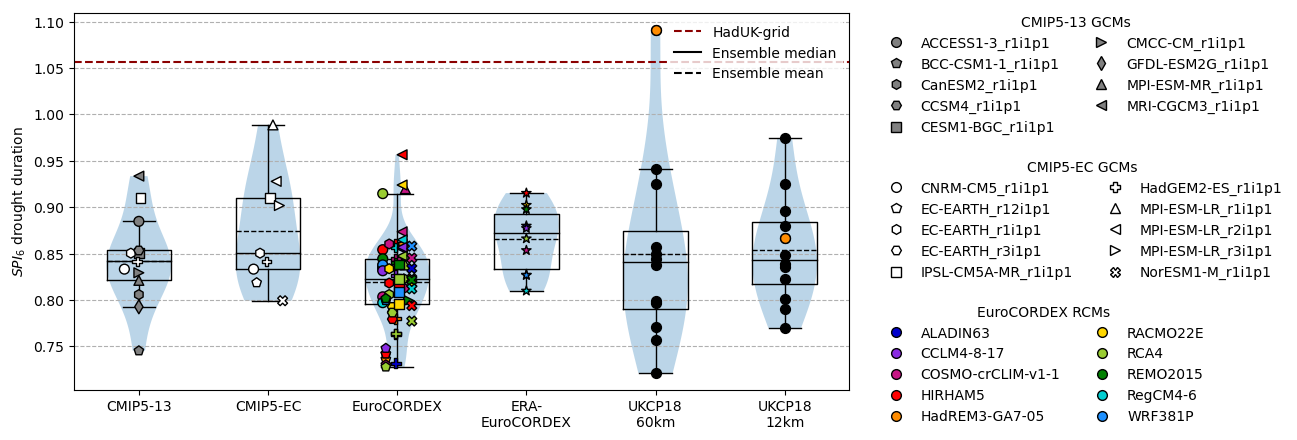 1.10
1.05
1.00
0.95
0.90
0.85
0.80
0.75
SPI6 drought duration
HadUK-grid
Ensemble median
Ensemble mean
CMIP5-13
CMIP5-EC
EuroCORDEX
ERA-
EuroCORDEX
UKCP18
60km
UKCP18
12km
CMIP5-13 GCMs
ACCESS1-3_r1i1p1
BCC-CSM1-1_r1i1p1
CanESM2_r1i1p1
CCSM4_r1i1p1
CESM1-BGC_r1i1p1
CMCC-CM_r1i1p1
GFDL-ESM2G_r1i1p1
MPI-ESM-MR_r1i1p1
MRI-CGCM3_r1i1p1
CMIP5-EC GCMs
CNRM-CM5_r1i1p1
EC-EARTH_r12i1p1
EC-EARTH_r1i1p1
EC-EARTH_r3i1p1
IPSL-CM5A-MR_r1i1p1
HadGEM2-ES_r1i1p1
MPI-ESM-LR_r1i1p1
MPI-ESM-LR_r2i1p1
MPI-ESM-LR_r3i1p1
NorESM1-M_r1i1p1
EuroCORDEX RCMs
ALADIN63
CCLM4-8-17
COSMO-crCLIM-v1-1
HIRHAM5
HadREM3-GA7-05
RACMO22E
RCA4
REMO2015
RegCM4-6
WRF381P